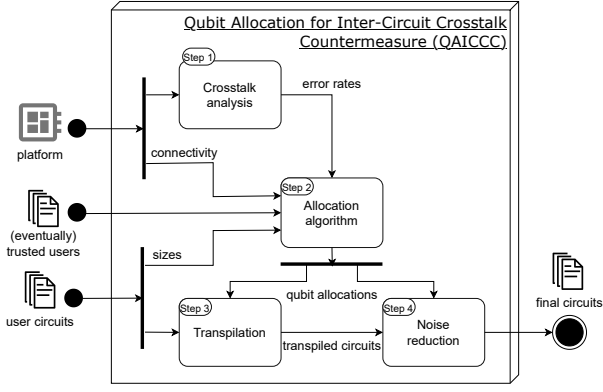 Qubit Allocation for Inter-Circuit Crosstalk
Countermeasure (QAICCC)
Step 1
Crosstalk
analysis
error rates
platform
connectivity
Step 2
Allocation
algorithm
(eventually)
trusted users
sizes
user circuits
qubit allocations
Step 3
Transpilation
transpiled circuits
Step 4
Noise
reduction
final circuits